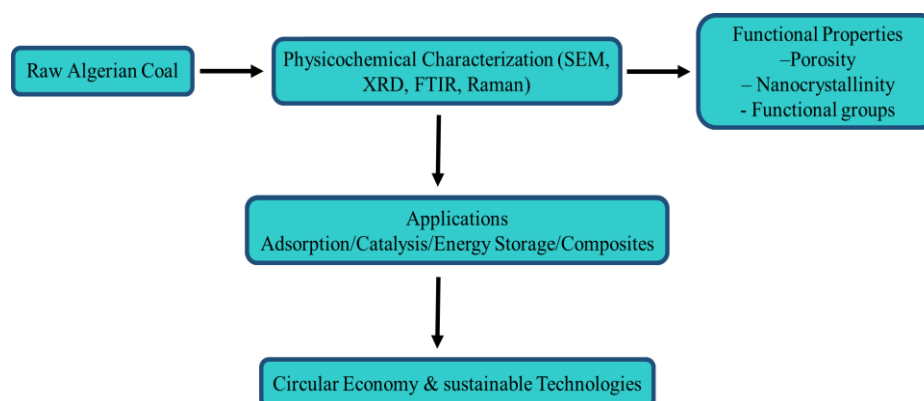 Raw Algerian Coal
Physicochemical Characterization (SEM,
XRD, FTIR, Raman)
Functional Properties
–Porosity
– Nanocrystallinity
- Functional groups
Applications
Adsorption/Catalysis/Energy Storage/Composites
Circular Economy & sustainable Technologies